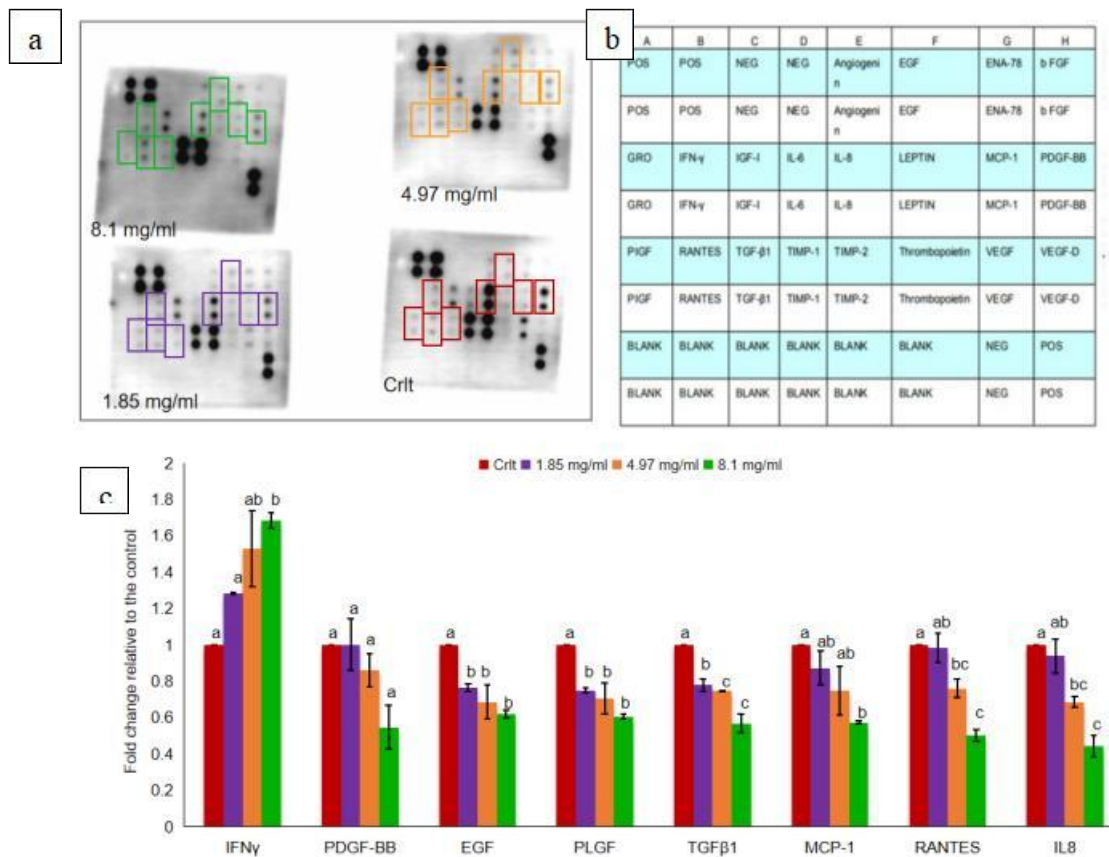 a
4.97 mg/ml
8.1 mg/ml
1.85 mg/ml
Crlt
b
A B C D E F G H
POS POS NEG NEG Angiogeni EGF ENA-78 b FGF
n
POS POS NEG NEG Angiogeni EGF ENA-78 b FGF
n
GRO IFN-γ IGF-I IL-6 IL-8 LEPTIN MCP-1 PDGF-BB
GRO IFN-γ IGF-I IL-6 IL-8 LEPTIN MCP-1 PDGF-BB
PIGF RANTES TGF-β1 TIMP-1 TIMP-2 Thrombopoietin VEGF VEGF-D
PIGF RANTES TGF-β1 TIMP-1 TIMP-2 Thrombopoietin VEGF VEGF-D
BLANK BLANK BLANK BLANK BLANK BLANK NEG POS
BLANK BLANK BLANK BLANK BLANK BLANK NEG POS
c
Crlt 1.85 mg/ml 4.97 mg/ml 8.1 mg/ml
Fold change relative to the control
2
1.8
1.6
1.4
1.2
1
0.8
0.6
0.4
0.2
0
a a ab b
a a a a
a b b b
a b b b
a b c c
a ab ab b
a ab bc c
a ab bc c
IFNγ PDGF-BB EGF PLGF TGFβ1 MCP-1 RANTES IL8